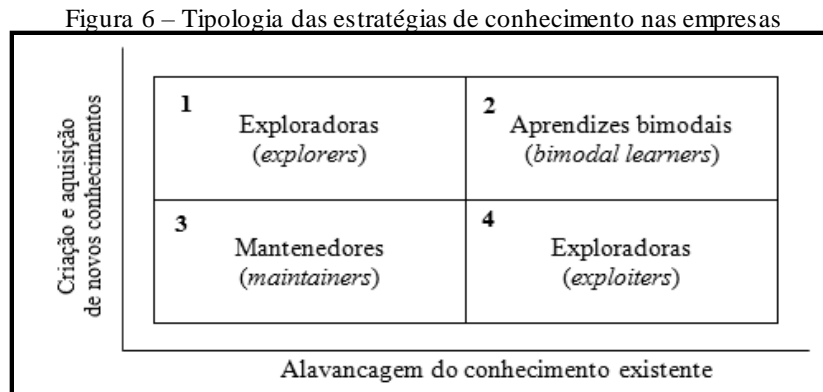 Figura 6 – Tipologia das estratégias de conhecimento nas empresas
Criação e aquisição
de novos conhecimentos
1
Exploradoras
(explorers)
2
Aprendizes bimodais
(bimodal learners)
3
Mantenedores
(maintainers)
4
Exploradoras
(exploiters)
Alavancagem do conhecimento existente